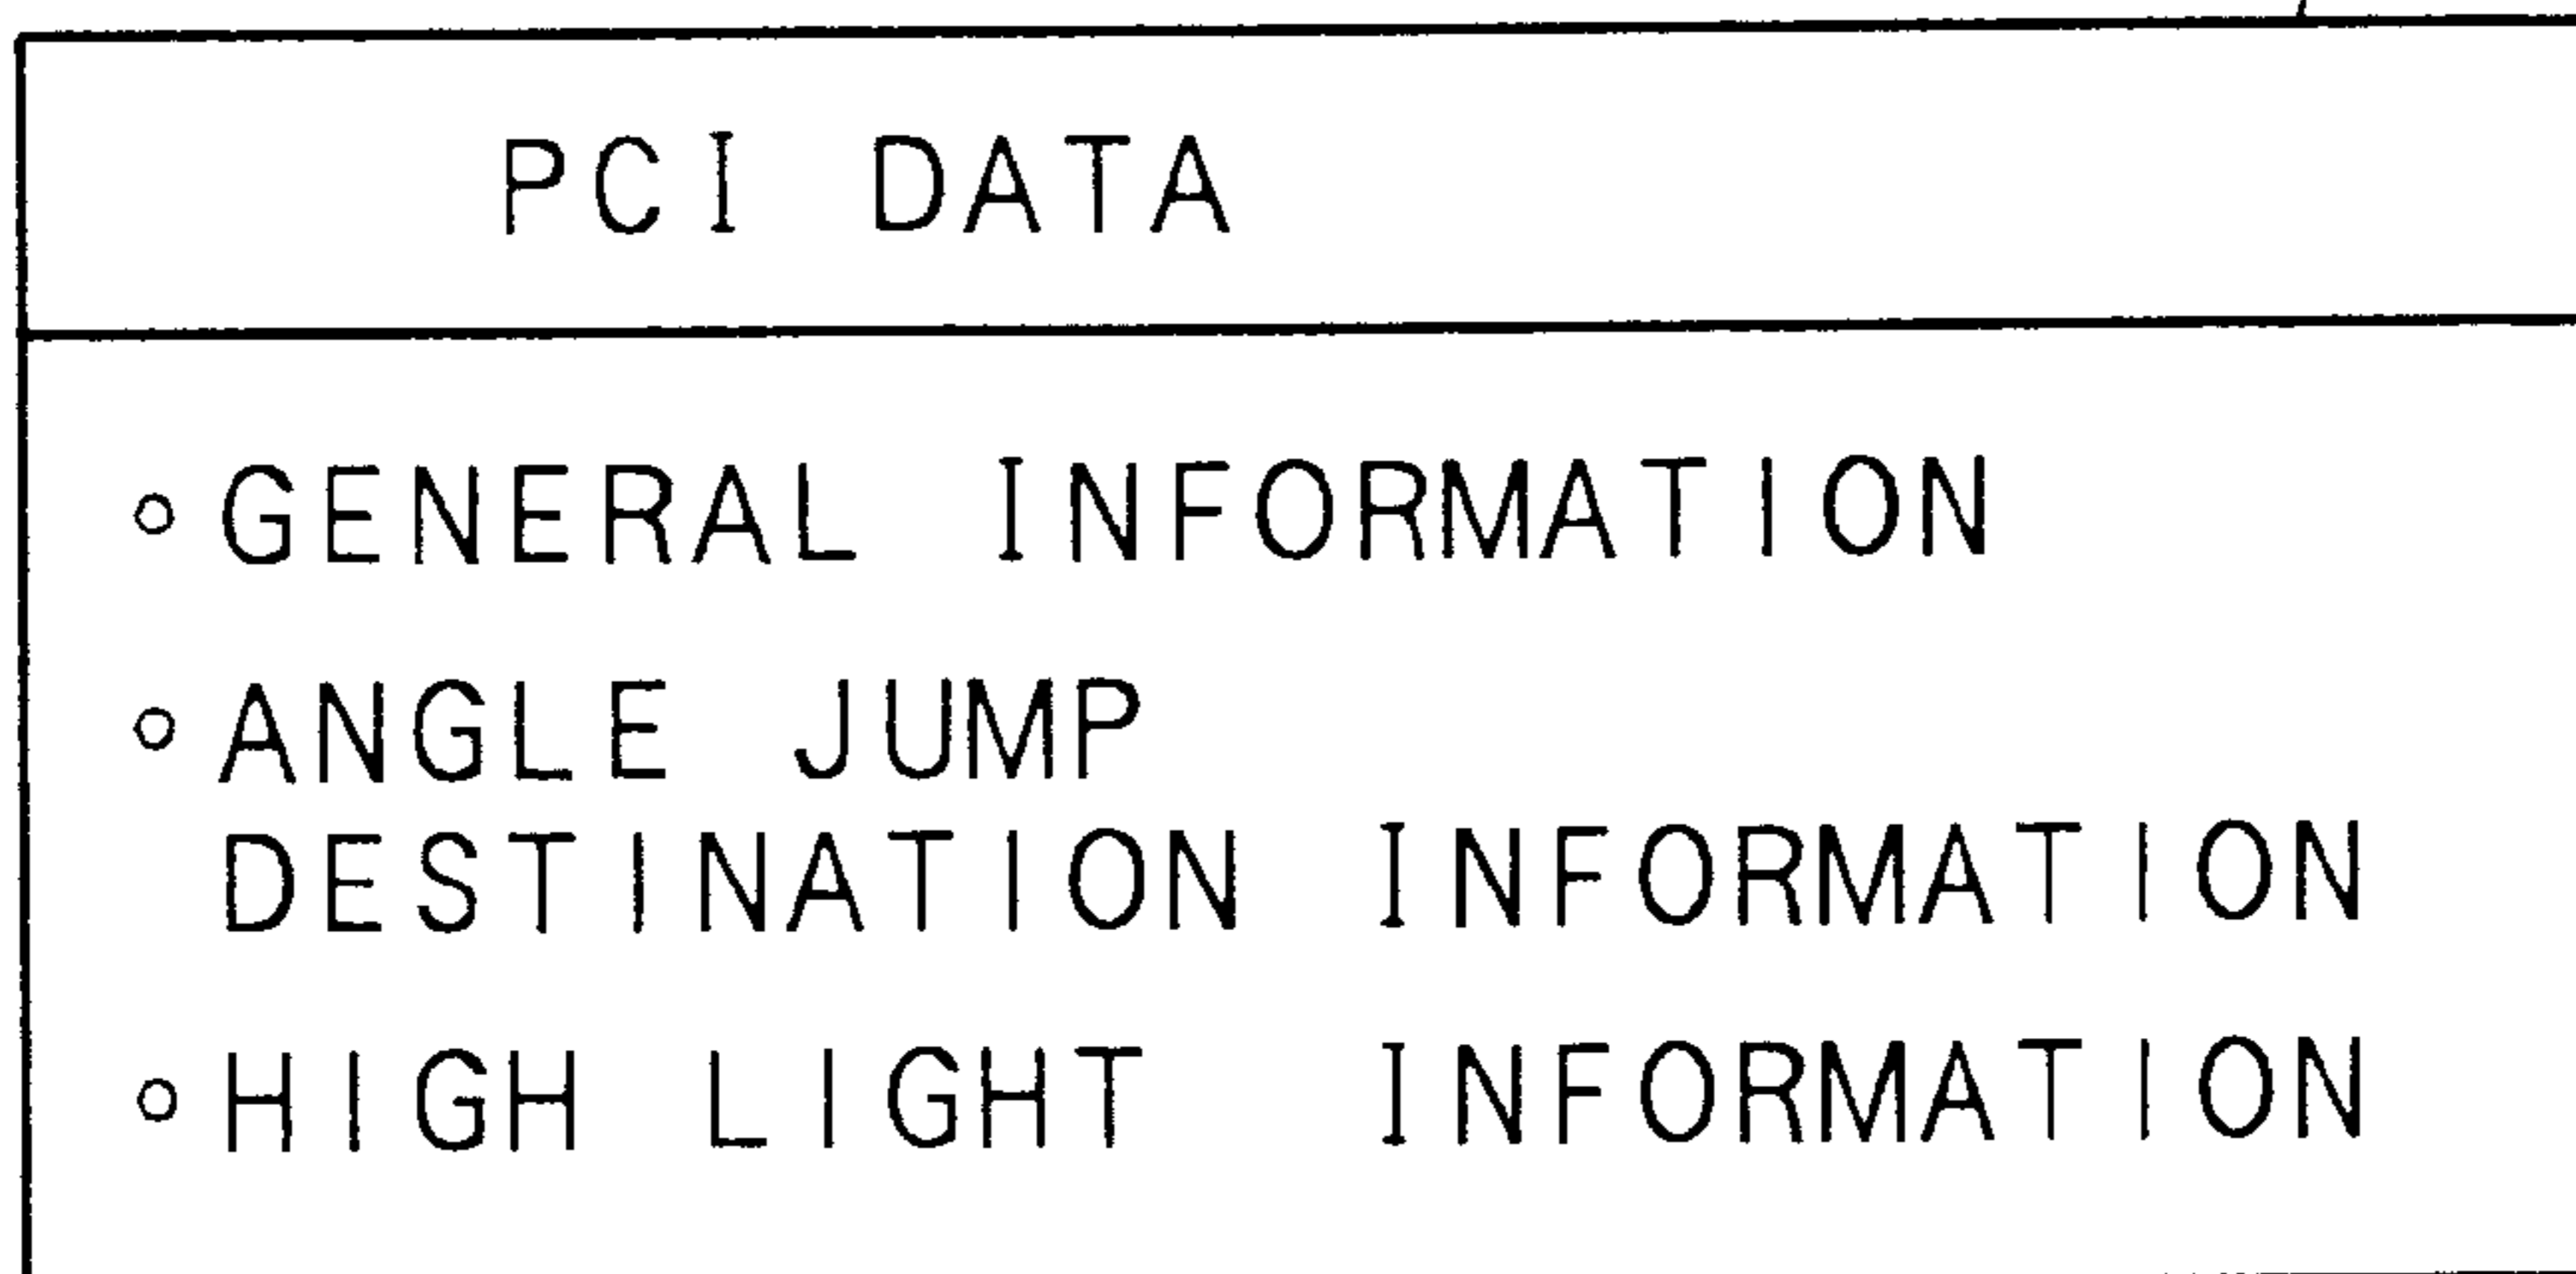 PCI DATA
○ GENERAL INFORMATION
○ ANGLE JUMP
DESTINATION INFORMATION
○ HIGH LIGHT INFORMATION